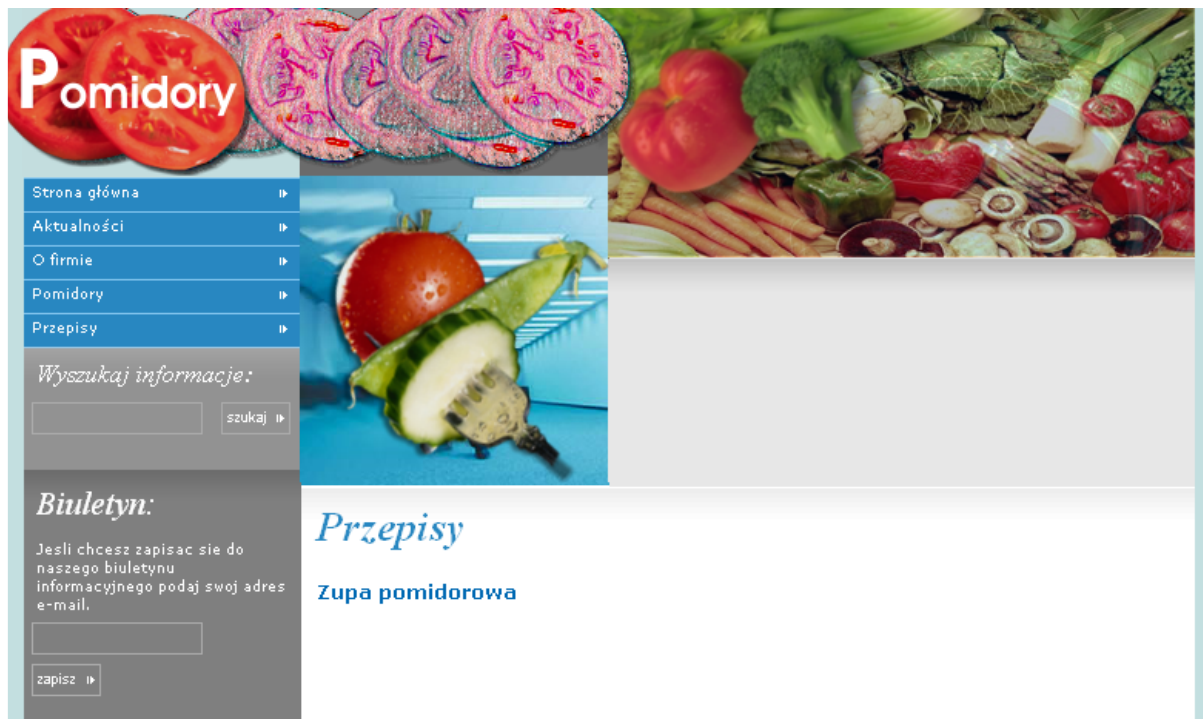 Pomidory
Strona główna
Aktualności
O firmie
Pomidory
Przepisy
Wyszukaj informacje:
szukaj
Biuletyn:
Jesli chcesz zapisac sie do
naszego biuletynu
informacyjnego podaj swoj adres
e-mail.
zapisz
Przepisy
Zupa pomidorowa